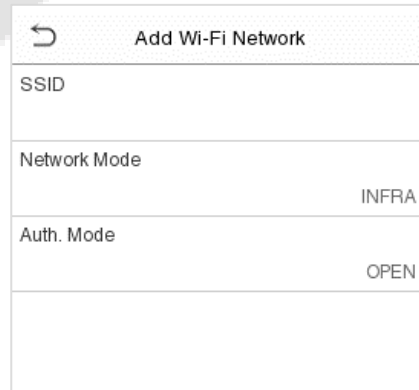 Add Wi-Fi Network
SSID
Network Mode
INFRA
Auth. Mode
OPEN